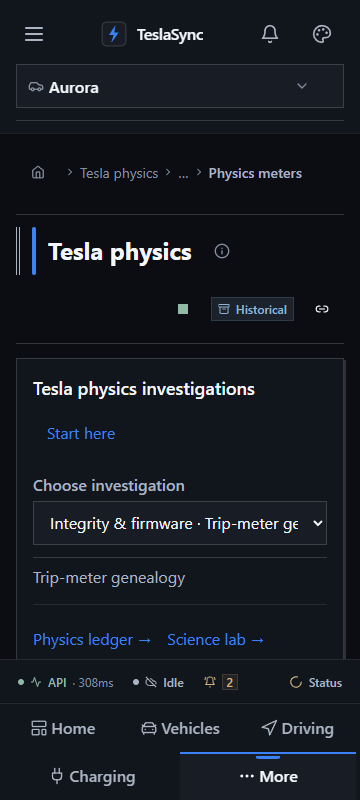 TeslaSync
Aurora
Tesla physics ... Physics meters
Tesla physics
Historical
Tesla physics investigations
Start here
Choose investigation
Integrity & firmware · Trip-meter ge
Trip-meter genealogy
Physics ledger → Science lab →
API · 308ms Idle 2 Status
Home Vehicles Driving
Charging ··· More